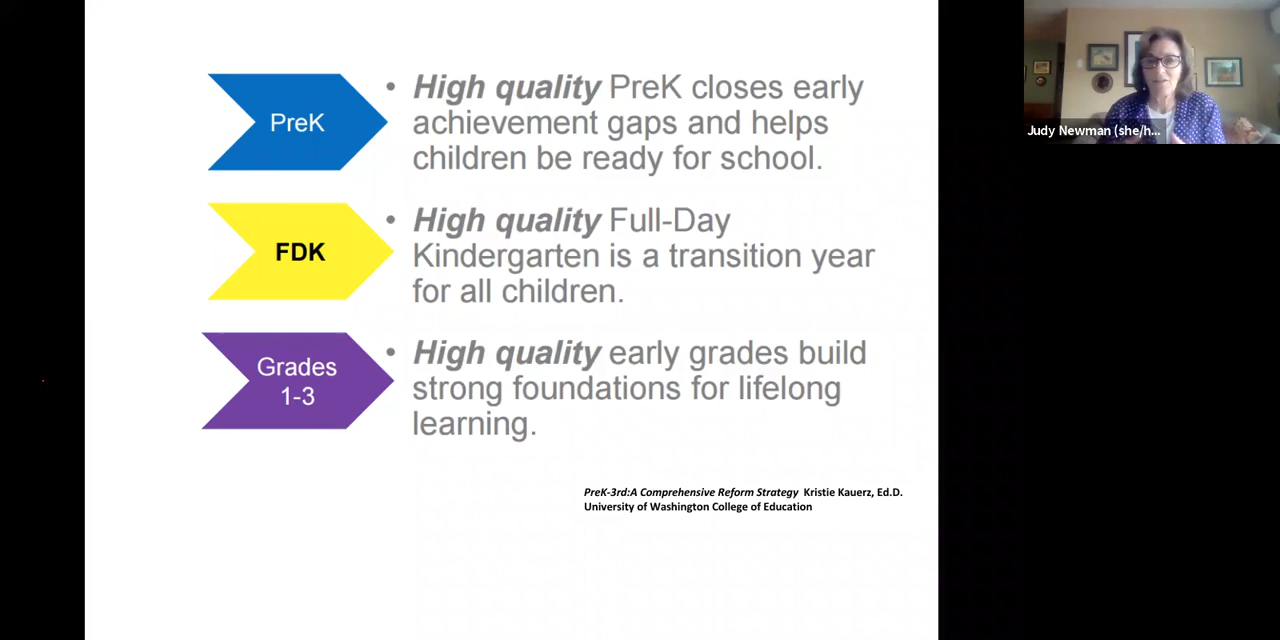 PreK
• High quality PreK closes early
achievement gaps and helps
children be ready for school.
FDK
• High quality Full-Day
Kindergarten is a transition year
for all children.
Grades
1-3
• High quality early grades build
strong foundations for lifelong
learning.
PreK-3rd:A Comprehensive Reform Strategy Kristie Kauerz, Ed.D.
University of Washington College of Education
Judy Newman (she/h...